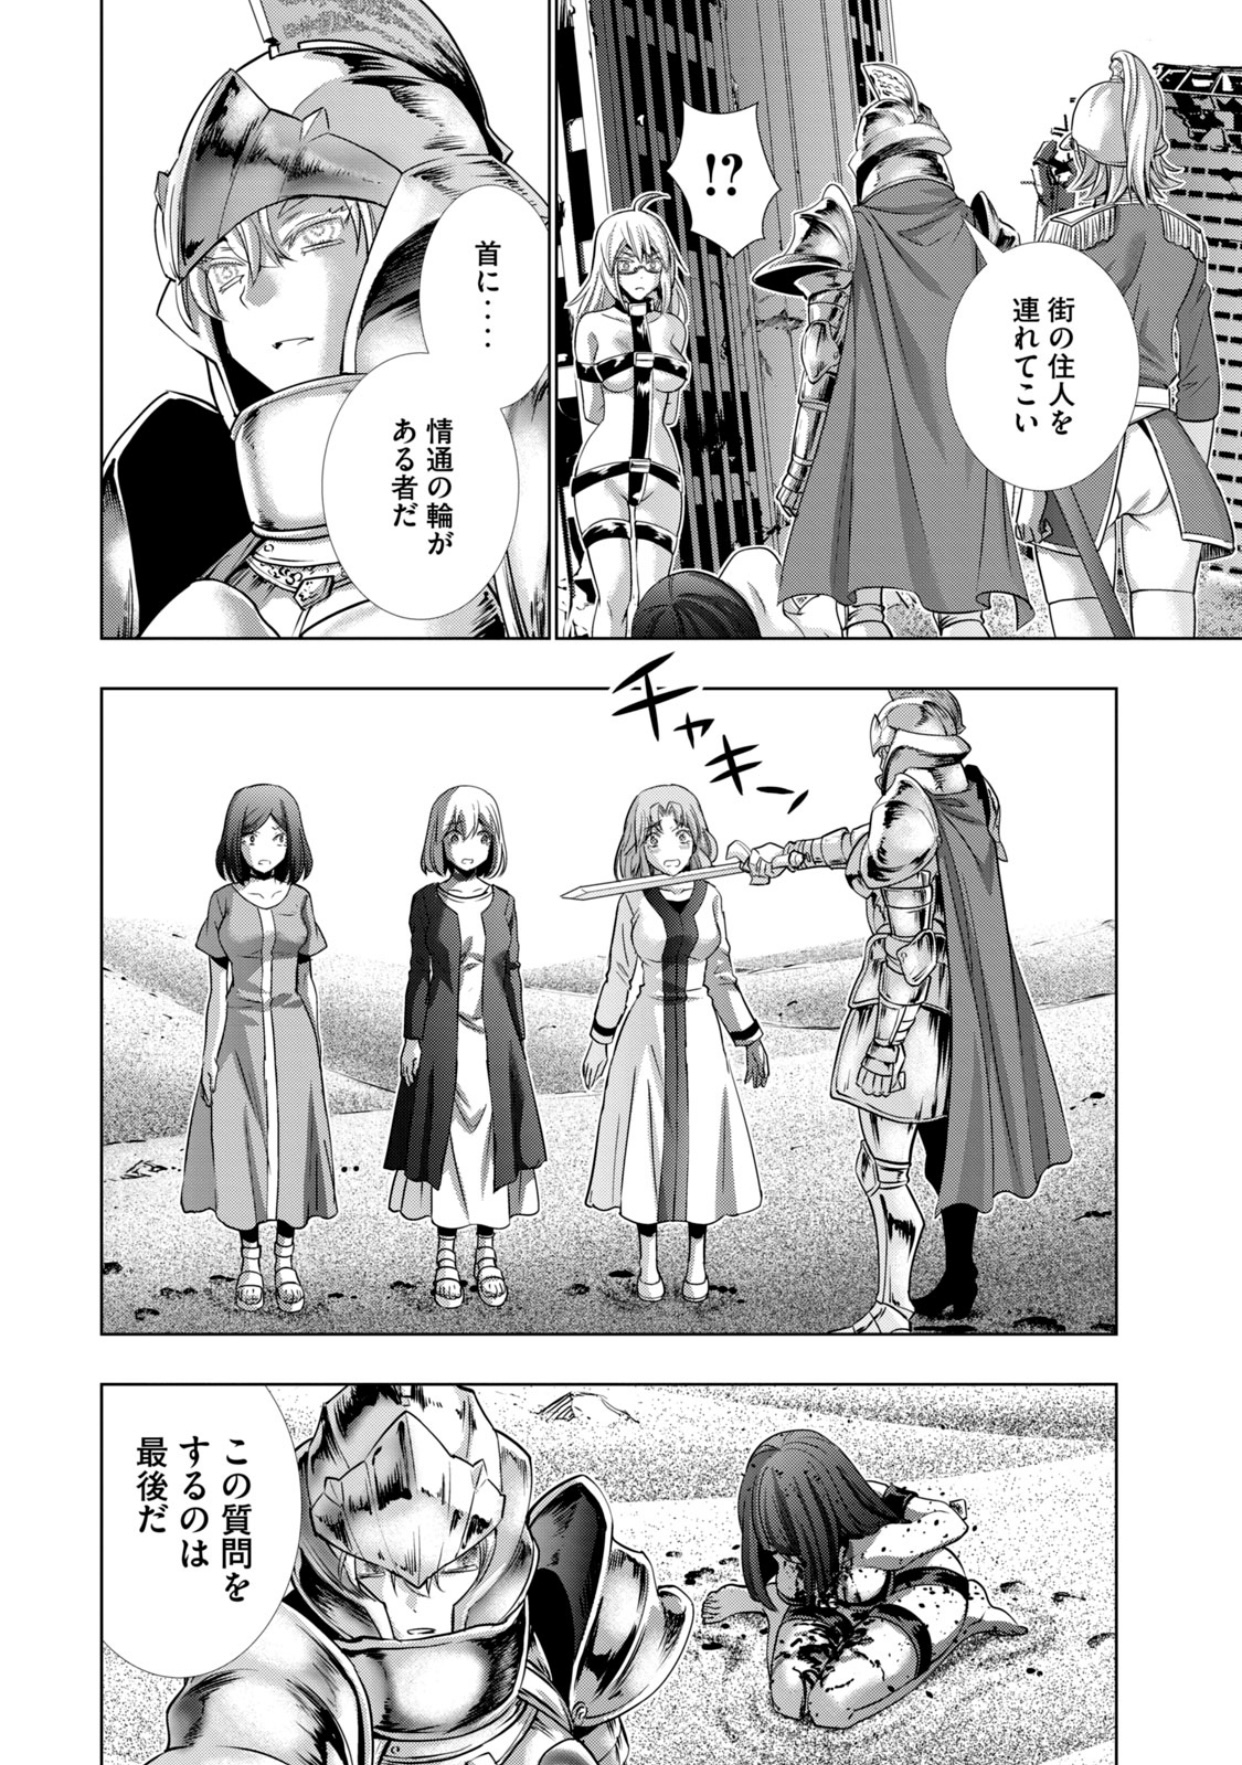 街の住人を
連れてこい
!?
首に‥‥
情通の輪が
ある者だ
チャキン
この質問を
するのは
最後だ